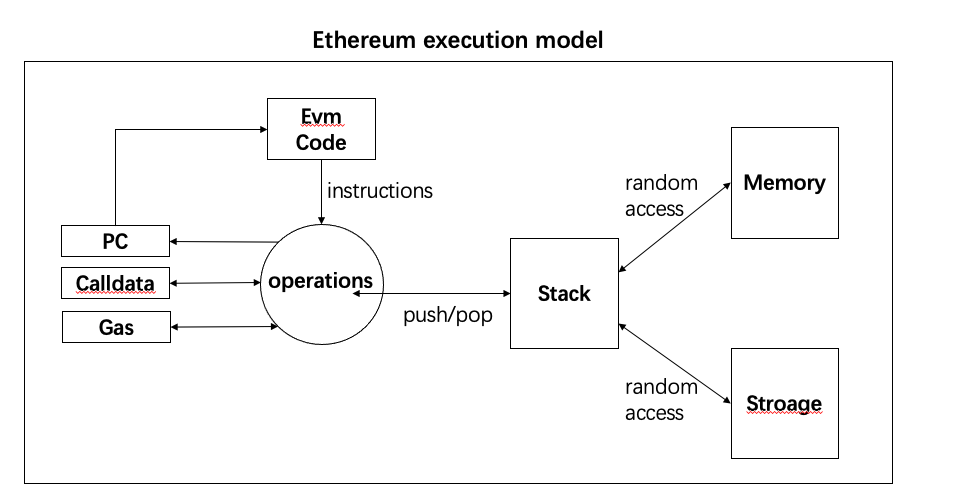 Ethereum execution model
Evm
Code
instructions
PC
Calldata
Gas
operations
push/pop
Stack
random
access
Memory
random
access
Stroage